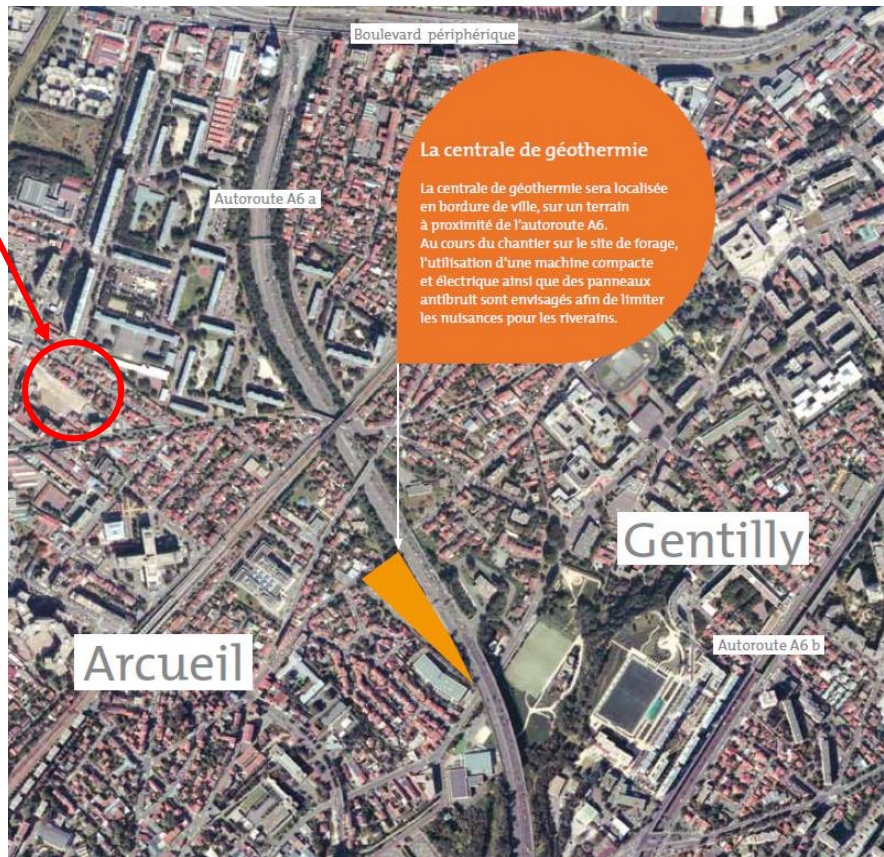 Boulevard périphérique
La centrale de géothermie
La centrale de géothermie sera localisée
en bordure de ville, sur un terrain
à proximité de l'autoroute A6.
Au cours du chantier sur le site de forage,
l'utilisation d'une machine compacte
et électrique ainsi que des panneaux
antibruit sont envisagés afin de limiter
les nuisances pour les riverains.
Autoroute A6 a
Gentilly
Autoroute A6 b
Arcueil